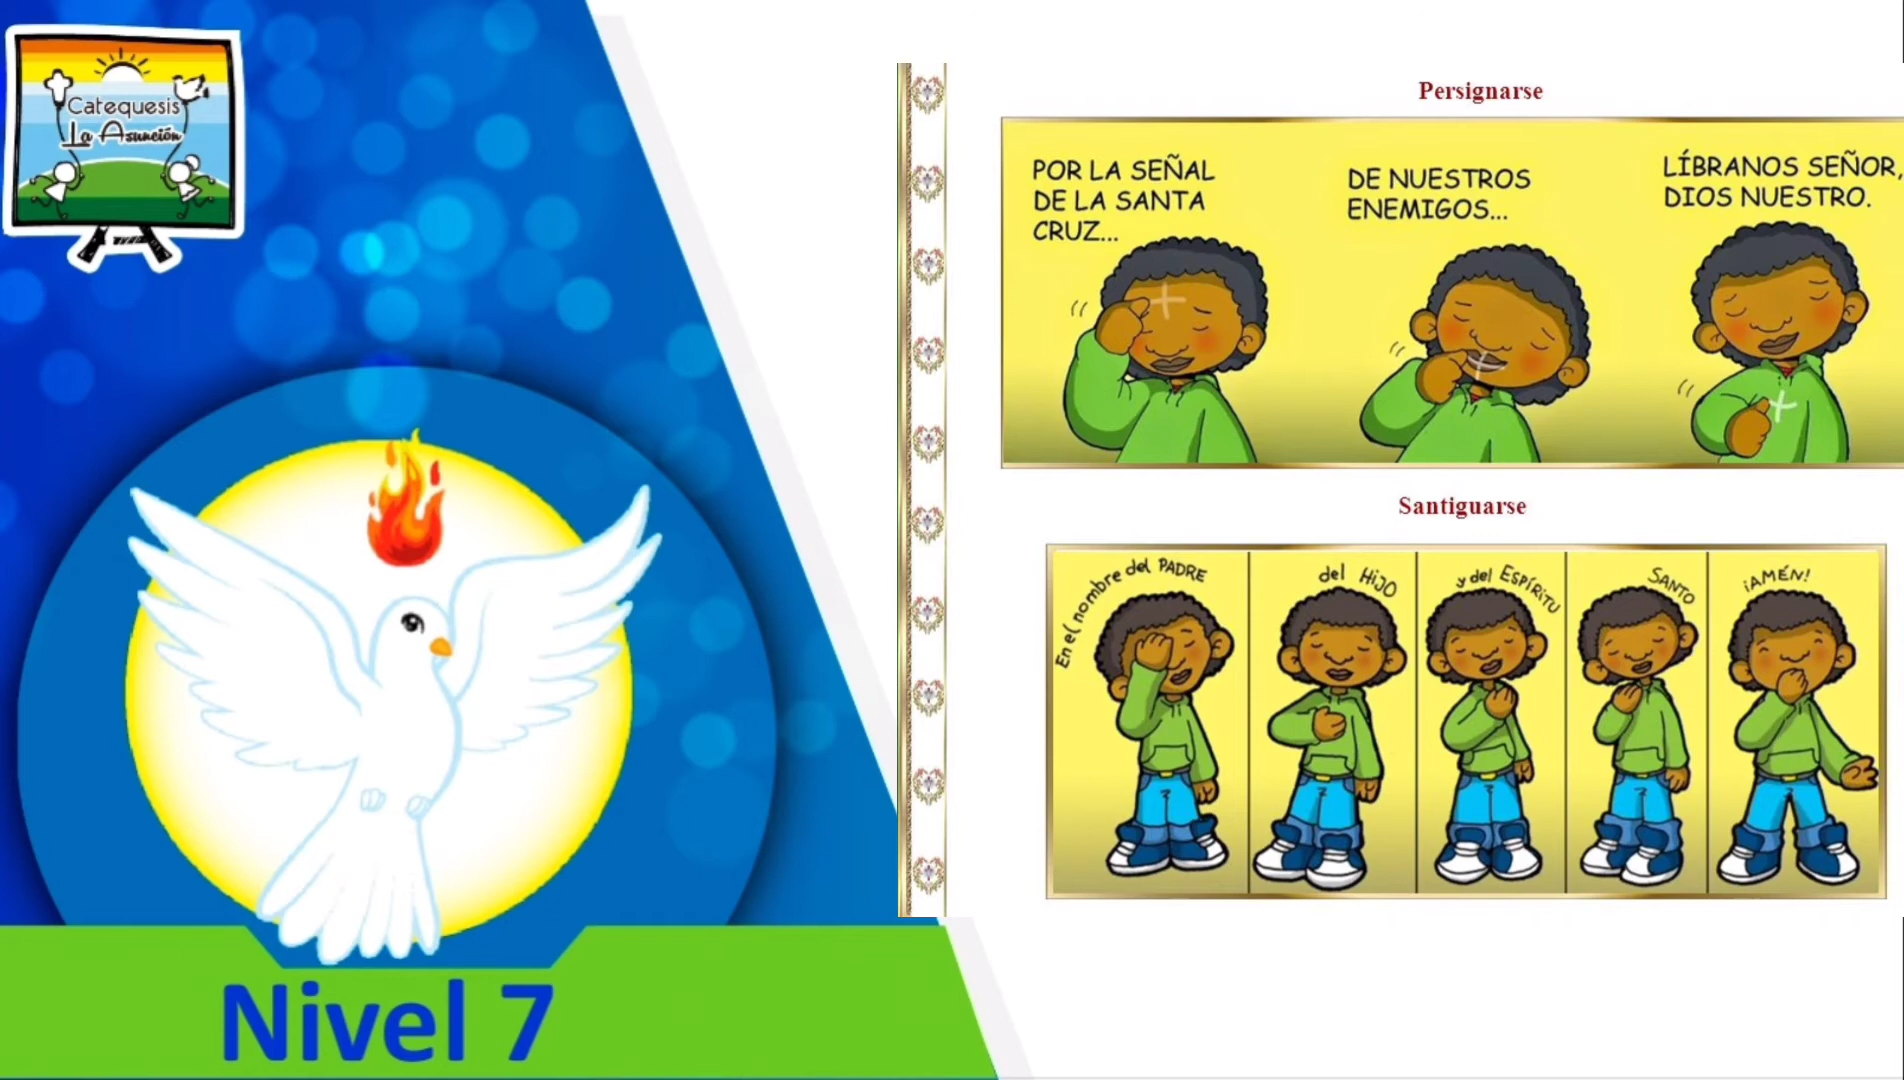 Catequesis
La Asunción
Nivel 7
Persignarse
POR LA SEÑAL
DE LA SANTA
CRUZ...
DE NUESTROS
ENEMIGOS...
LÍBRANOS SEÑOR,
DIOS NUESTRO.
Santiguarse
En el nombre del PADRE
del HIJO
y del ESPÍRITU
SANTO
¡AMÉN!